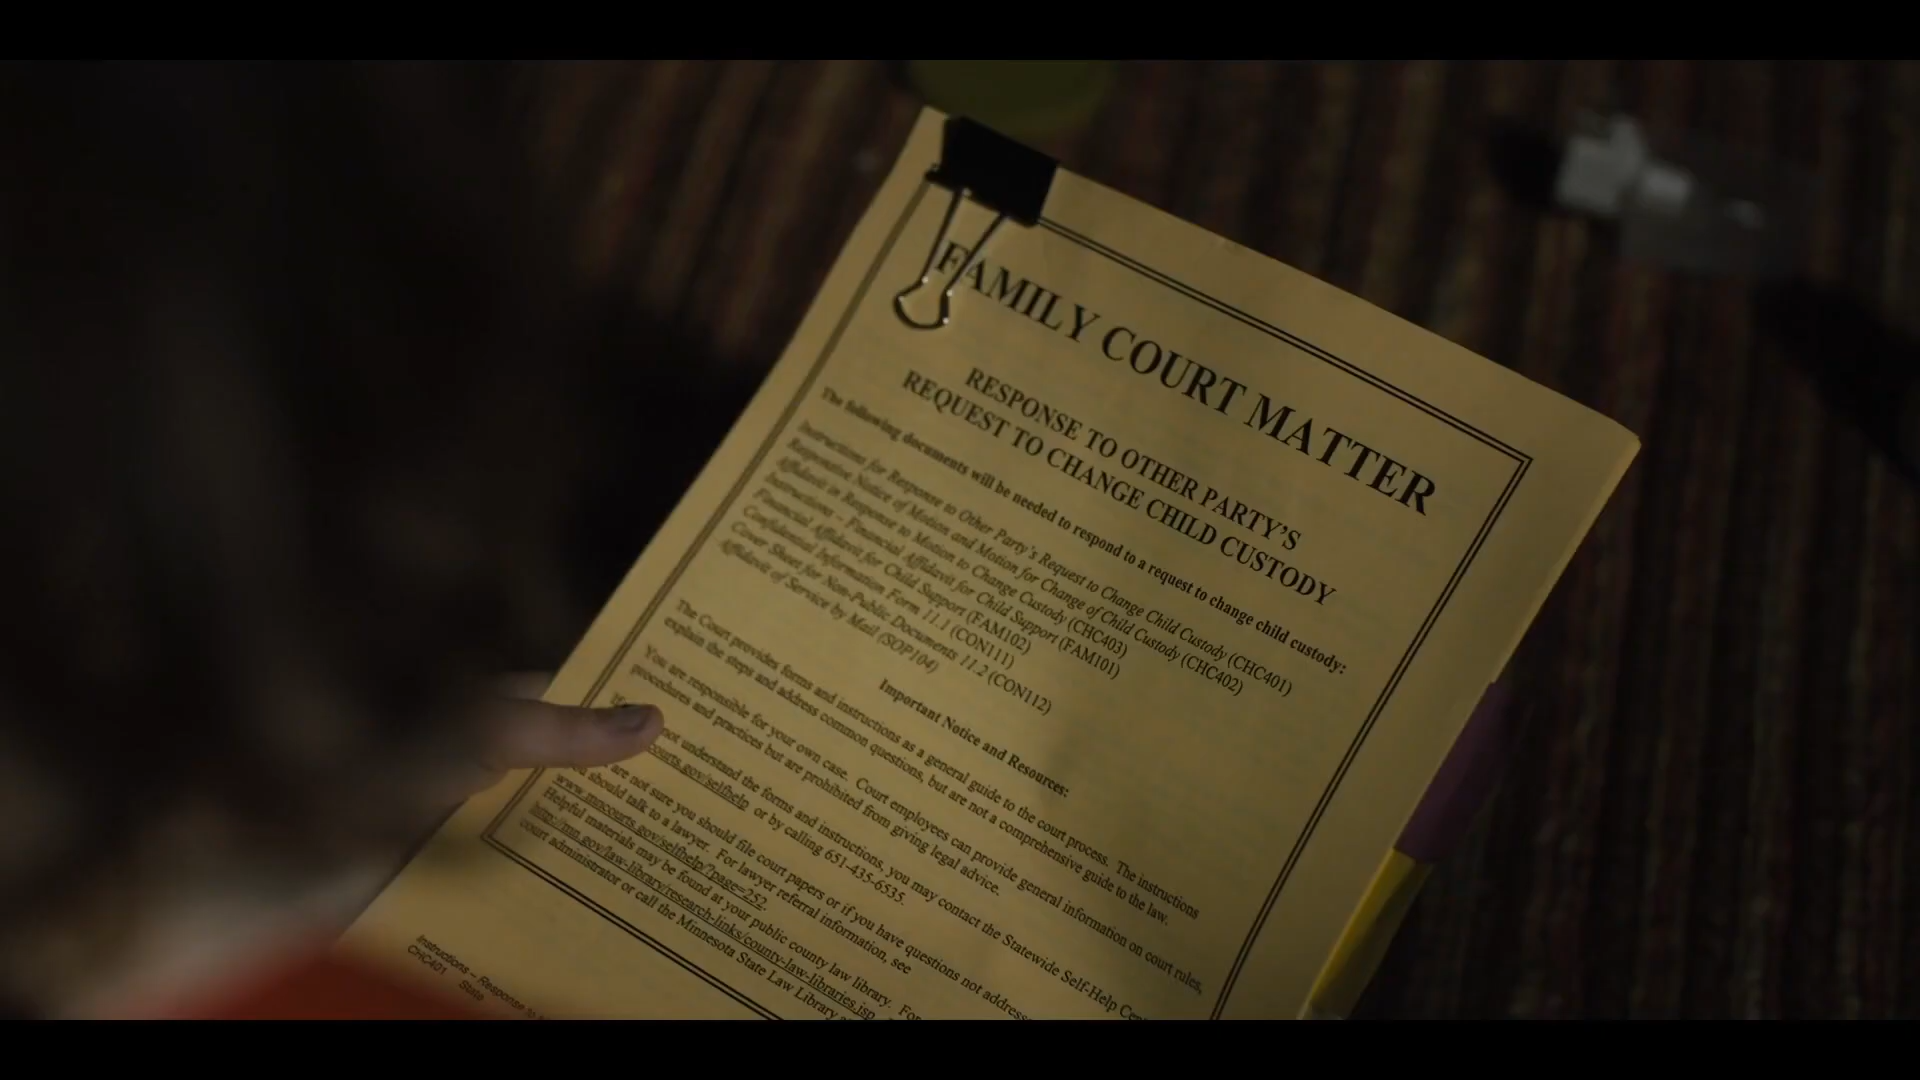 FAMILY COURT MATTER
RESPONSE TO OTHER PARTY'S
REQUEST TO CHANGE CHILD CUSTODY
The following documents will be needed to respond to a request to change child custody:
Instructions for Response to Other Party's Request to Change Child Custody (CHC401)
Responsive Notice of Motion and Motion for Change of Child Custody (CHC402)
Affidavit in Response to Motion to Change Custody (CHC403)
Instructions - Financial Affidavit for Child Support (FAM101)
Financial Affidavit for Child Support (FAM102)
Confidential Information Form 11.1 (CON111)
Cover Sheet for Non-Public Documents 11.2 (CON112)
Affidavit of Service by Mail (SOP104)
Important Notice and Resources:
The Court provides forms and instructions as a general guide to the court process. The instructions
explain the steps and address common questions, but are not a comprehensive guide to the law.
You are responsible for your own case. Court employees can provide general information on court rules,
procedures and practices but are prohibited from giving legal advice.
not understand the forms and instructions, you may contact the Statewide Self-Help
courts.gov/selfhelp or by calling 651-435-6535.
are not sure you should file court papers or if you have questions not
should talk to a lawyer. For lawyer referral information, see
www.mncourts.gov/selfhelp/?page=252.
Helpful materials may be found at your public county law library.
http://mn.gov/law-library/research-links/county-law-libraries.jsp
court administrator or call the Minnesota State Law Library
Instructions – Response to
CHC401 State